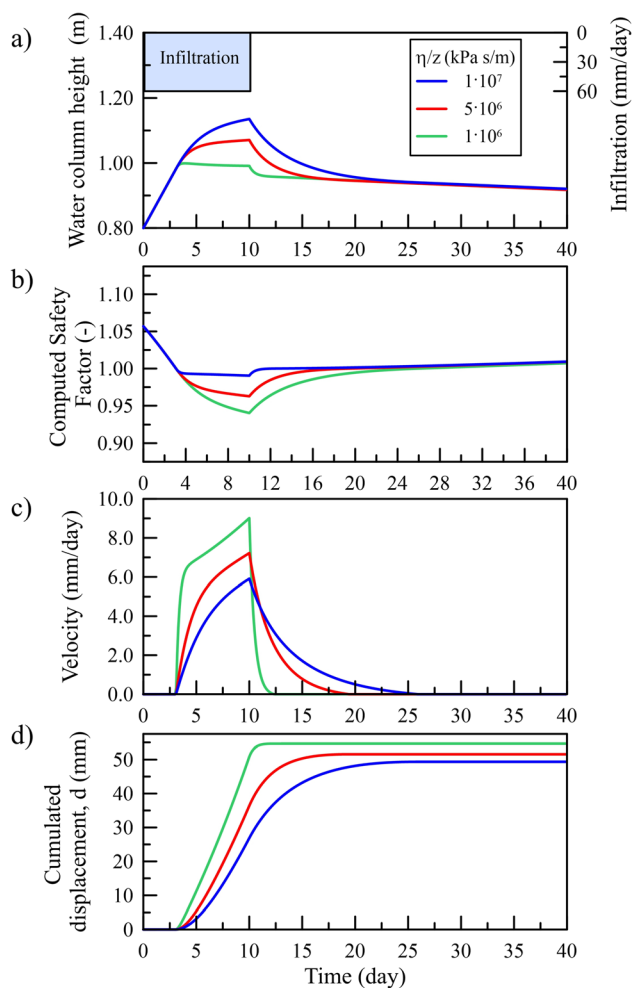 a)
Water column height (m)
1.40
1.20
1.00
0.80
Infiltration
η/z (kPa s/m)
1·10⁷
5·10⁶
1·10⁶
0
30
60
Infiltration (mm/day)
0 5 10 15 20 25 30 35 40
b)
Computed Safety
Factor (-)
1.10
1.05
1.00
0.95
0.90
0 4 8 12 16 20 24 28 32 36 40
c)
Velocity (mm/day)
10.0
8.0
6.0
4.0
2.0
0.0
0 5 10 15 20 25 30 35 40
d)
Cumulated
displacement, d (mm)
50
40
30
20
10
0
0 5 10 15 20 25 30 35 40
Time (day)